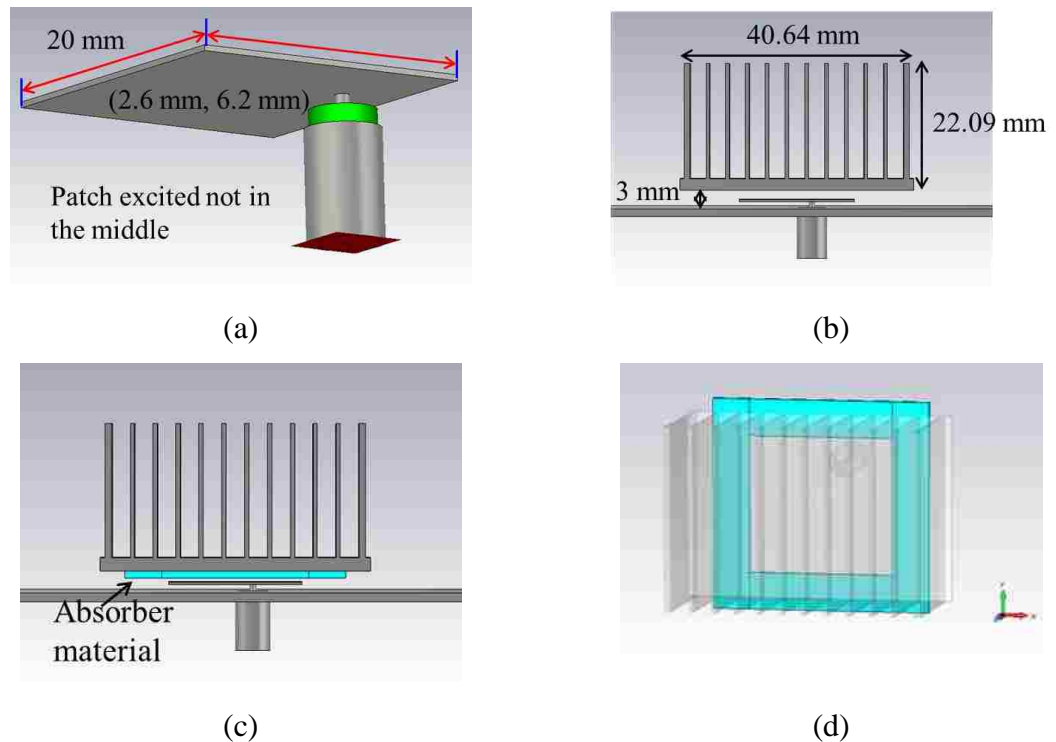 20 mm
(2.6 mm, 6.2 mm)
Patch excited not in
the middle
(a)
40.64 mm
22.09 mm
3 mm
(b)
Absorber
material
(c)
(d)